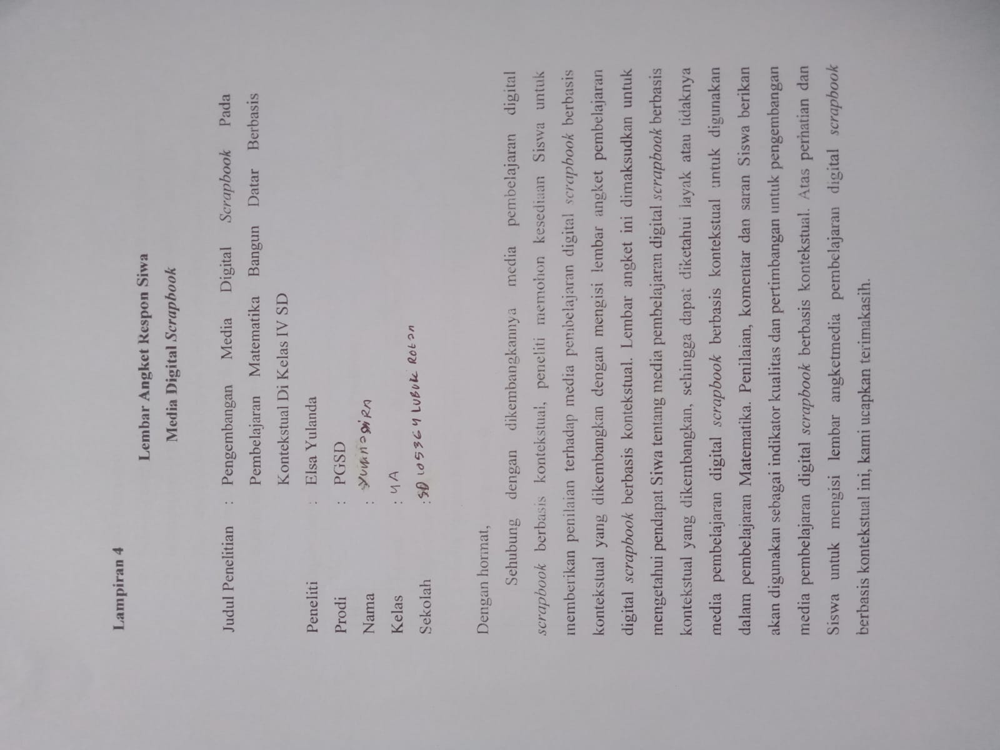 Lampiran 4
Lembar Angket Respon Siwa
Media Digital Scrapbook
Judul Penelitian : Pengembangan Media Digital Scrapbook Pada
Pembelajaran Matematika Bangun Datar Berbasis
Kontekstual Di Kelas IV SD
Peneliti : Elsa Yulanda
Prodi : PGSD
Nama :
Kelas : 4A
Sekolah : SD 105364 LUBUK ROtan
Dengan hormat,
Sehubung dengan dikembangkannya media pembelajaran digital
scrapbook berbasis kontekstual, peneliti memohon kesediaan Siswa untuk
memberikan penilaian terhadap media pembelajaran digital scrapbook berbasis
kontekstual yang dikembangkan dengan mengisi lembar angket pembelajaran
digital scrapbook berbasis kontekstual. Lembar angket ini dimaksudkan untuk
mengetahui pendapat Siwa tentang media pembelajaran digital scrapbook berbasis
kontekstual yang dikembangkan, sehingga dapat diketahui layak atau tidaknya
media pembelajaran digital scrapbook berbasis kontekstual untuk digunakan
dalam pembelajaran Matematika. Penilaian, komentar dan saran Siswa berikan
akan digunakan sebagai indikator kualitas dan pertimbangan untuk pengembangan
media pembelajaran digital scrapbook berbasis kontekstual. Atas perhatian dan
Siswa untuk mengisi lembar angketmedia pembelajaran digital scrapbook
berbasis kontekstual ini, kami ucapkan terimakasih.